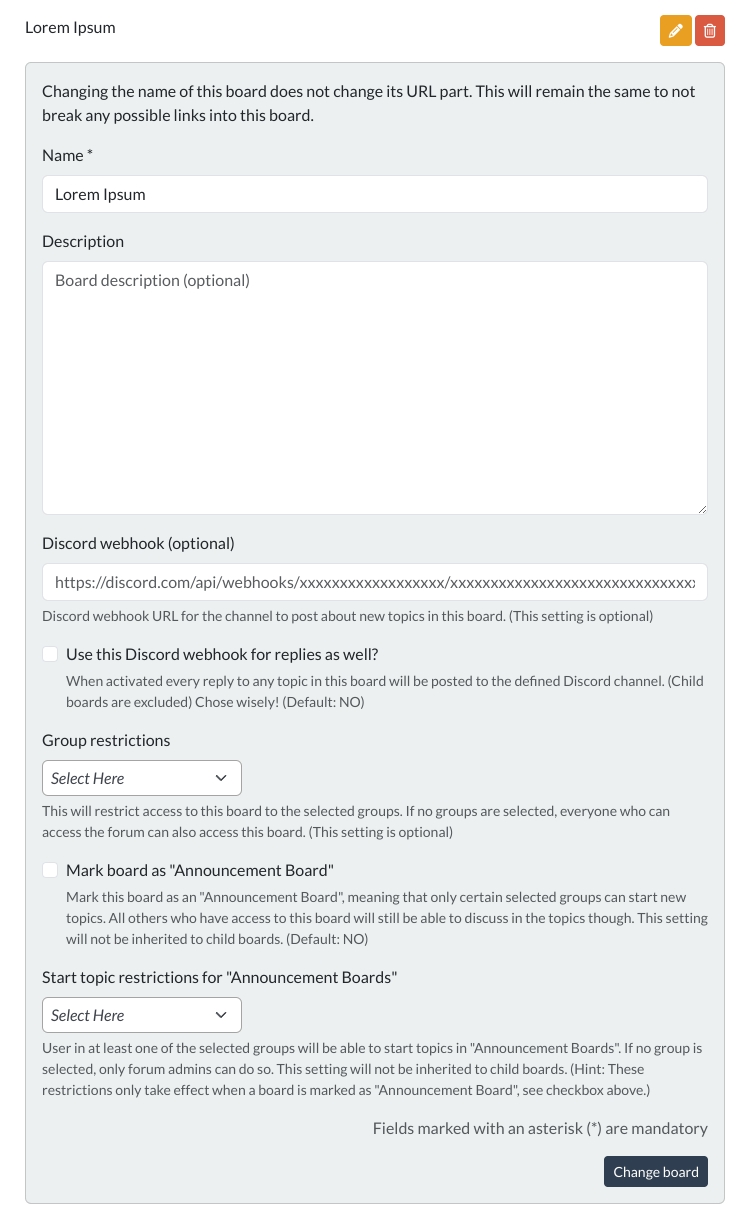 Lorem Ipsum
Changing the name of this board does not change its URL part. This will remain the same to not
break any possible links into this board.
Name *
Lorem Ipsum
Description
Board description (optional)
Discord webhook (optional)
https://discord.com/api/webhooks/xxxxxxxxxxxxxxxxxx/xxxxxxxxxxxxxxxxxxxxxxxxxxxxxxx
Discord webhook URL for the channel to post about new topics in this board. (This setting is optional)
Use this Discord webhook for replies as well?
When activated every reply to any topic in this board will be posted to the defined Discord channel. (Child
boards are excluded) Chose wisely! (Default: NO)
Group restrictions
Select Here
This will restrict access to this board to the selected groups. If no groups are selected, everyone who can
access the forum can also access this board. (This setting is optional)
Mark board as "Announcement Board"
Mark this board as an "Announcement Board", meaning that only certain selected groups can start new
topics. All others who have access to this board will still be able to discuss in the topics though. This setting
will not be inherited to child boards. (Default: NO)
Start topic restrictions for "Announcement Boards"
Select Here
User in at least one of the selected groups will be able to start topics in "Announcement Boards". If no group is
selected, only forum admins can do so. This setting will not be inherited to child boards. (Hint: These
restrictions only take effect when a board is marked as "Announcement Board", see checkbox above.)
Fields marked with an asterisk (*) are mandatory
Change board